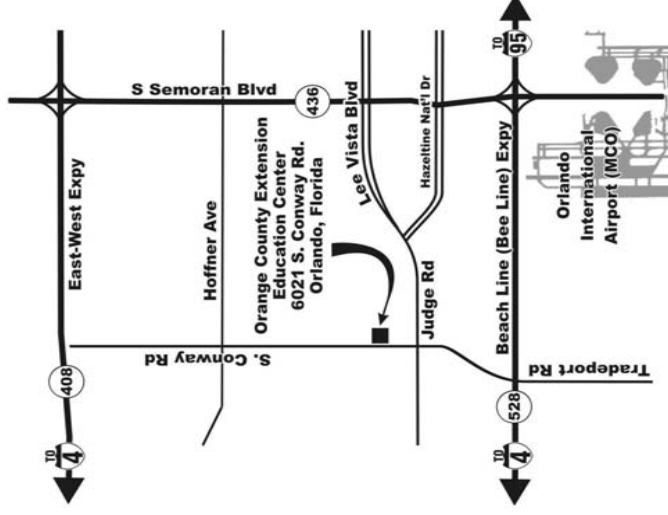 TO
4
408
East-West Expy
S Semoran Blvd
Hoffner Ave
S. Conway Rd
Orange County Extension
Education Center
6021 S. Conway Rd.
Orlando, Florida
436
Lee Vista Blvd
Judge Rd
Hazeltine Nat'l Dr
TO
4
528
Beach Line (Bee Line) Expy
TO
95
Tradeport Rd
Orlando
International
Airport (MCO)